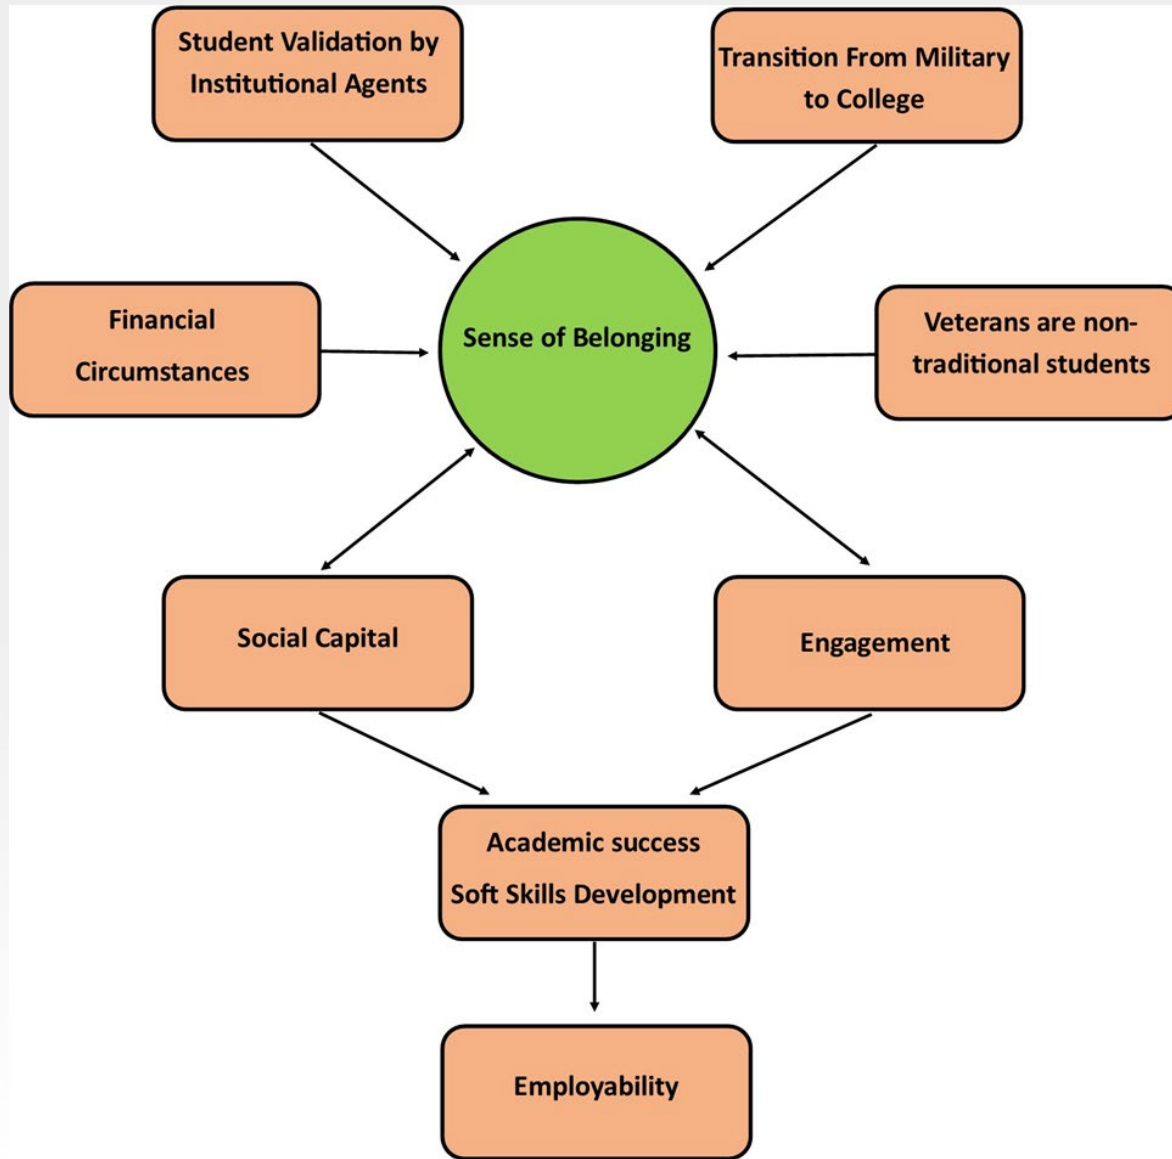 Student Validation by
Institutional Agents
Transition From Military
to College
Financial
Circumstances
Sense of Belonging
Veterans are non-
traditional students
Social Capital
Engagement
Academic success
Soft Skills Development
Employability